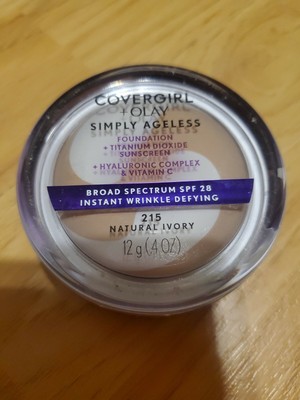 COVERGIRL
+OLAY
SIMPLY AGELESS
FOUNDATION
+ TITANIUM DIOXIDE
SUNSCREEN
+ HYALURONIC COMPLEX
& VITAMIN C
BROAD SPECTRUM SPF 28
INSTANT WRINKLE DEFYING
215
NATURAL IVORY
12 g (.4 OZ)